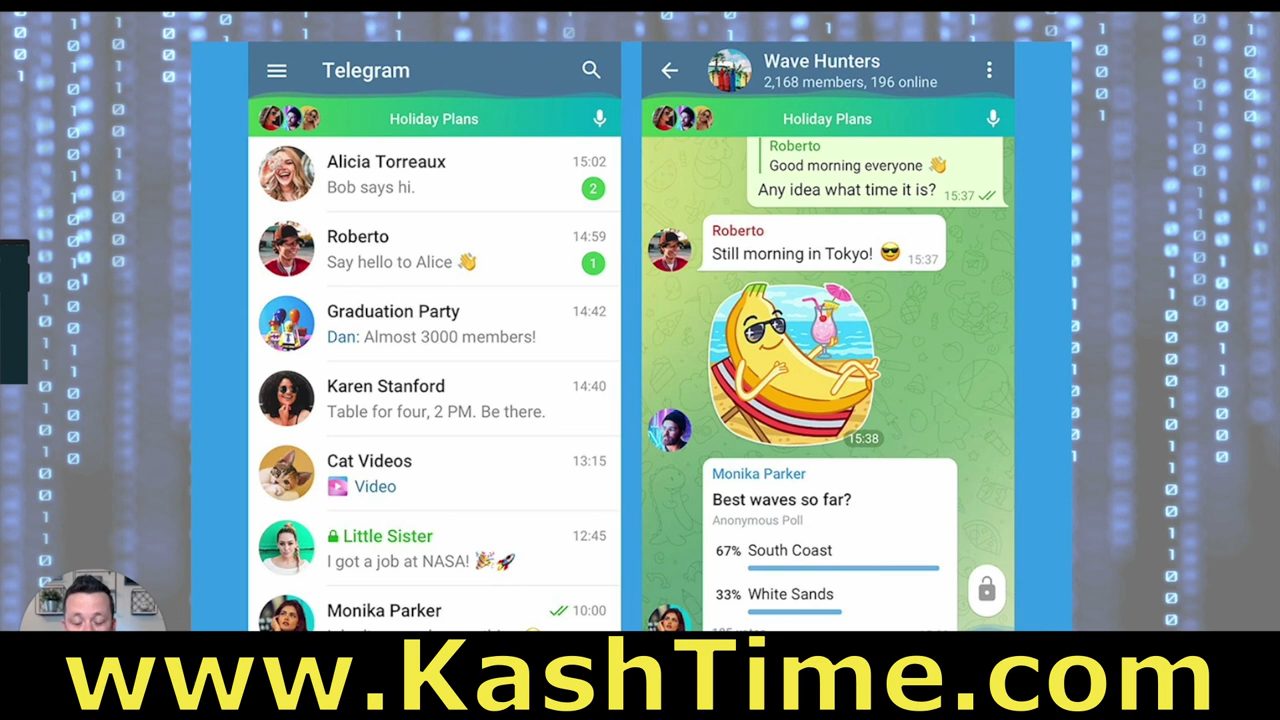 Telegram
Holiday Plans
Alicia Torreaux 15:02
Bob says hi. 2
Roberto 14:59
Say hello to Alice 👋 1
Graduation Party 14:42
Dan: Almost 3000 members!
Karen Stanford 14:40
Table for four, 2 PM. Be there.
Cat Videos 13:15
Video
Little Sister 12:45
I got a job at NASA! 🎉🚀
Monika Parker 10:00
Wave Hunters
2,168 members, 196 online
Holiday Plans
Roberto
Good morning everyone 👋
Any idea what time it is? 15:37
Roberto
Still morning in Tokyo! 😎 15:37
15:38
Monika Parker
Best waves so far?
Anonymous Poll
67% South Coast
33% White Sands
www.KashTime.com